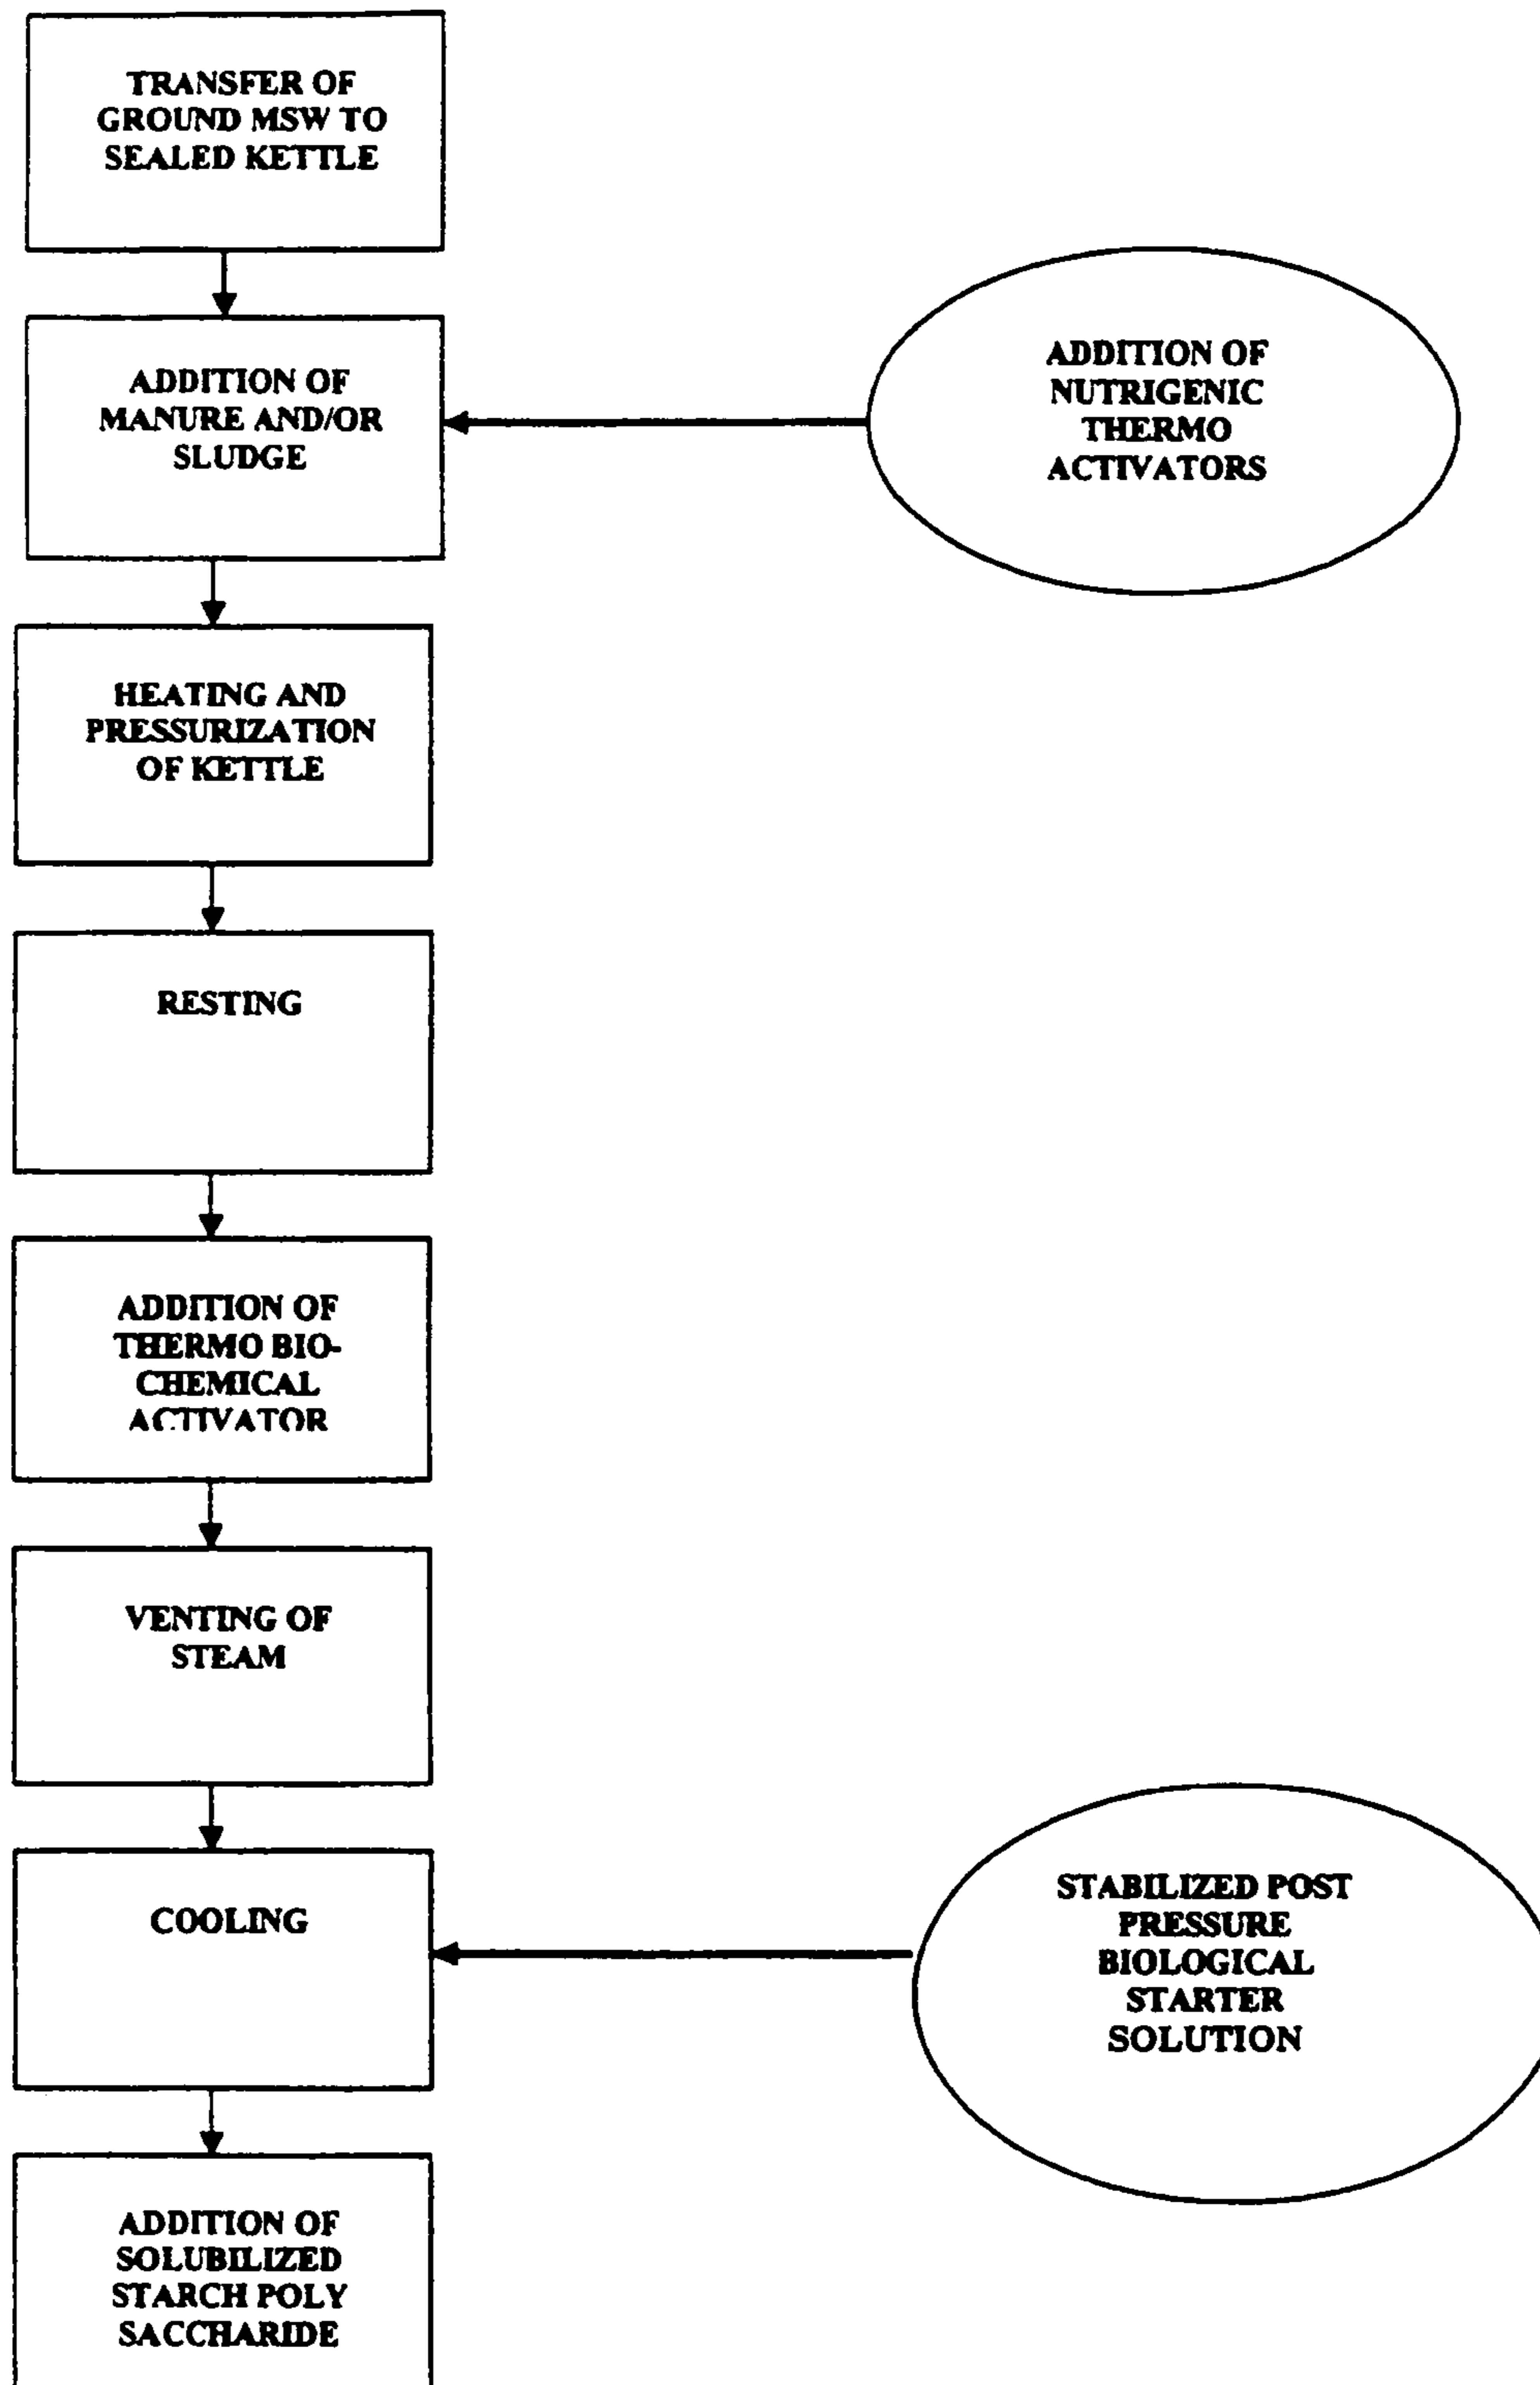 TRANSFER OF
GROUND MSW TO
SEALED KETTLE
ADDITION OF
MANURE AND/OR
SLUDGE
ADDITION OF
NUTRIGENIC
THERMO
ACTIVATORS
HEATING AND
PRESSURIZATION
OF KETTLE
RESTING
ADDITION OF
THERMO BIO-
CHEMICAL
ACTIVATOR
VENTING OF
STEAM
COOLING
STABILIZED POST
PRESSURE
BIOLOGICAL
STARTER
SOLUTION
ADDITION OF
SOLUBILIZED
STARCH POLY
SACCHARIDE